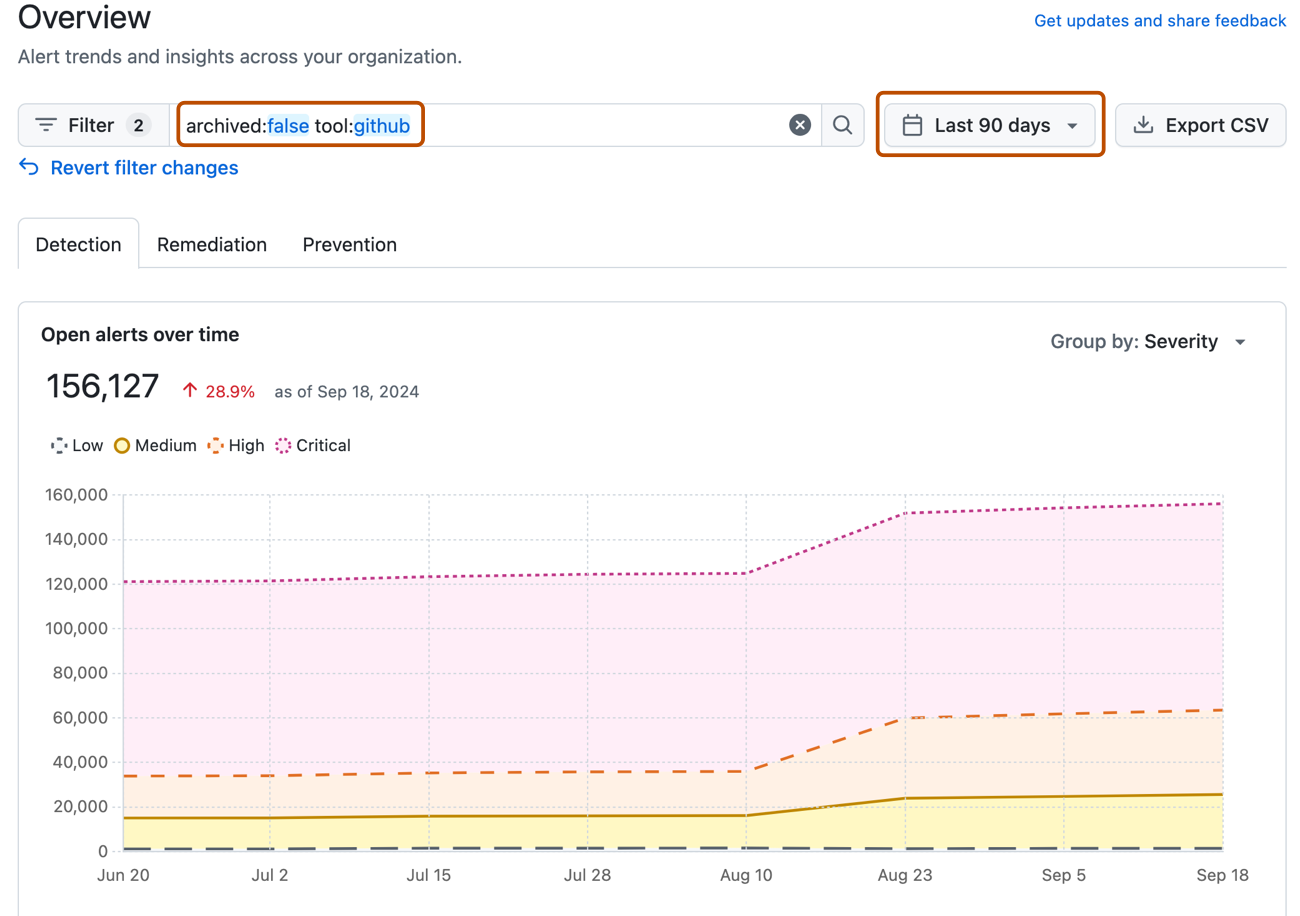 Overview
Get updates and share feedback
Alert trends and insights across your organization.
Filter 2 archived:false tool:github Last 90 days Export CSV
Revert filter changes
Detection Remediation Prevention
Open alerts over time
Group by: Severity
156,127 28.9% as of Sep 18, 2024
Low Medium High Critical
160,000
140,000
120,000
100,000
80,000
60,000
40,000
20,000
0
Jun 20 Jul 2 Jul 15 Jul 28 Aug 10 Aug 23 Sep 5 Sep 18